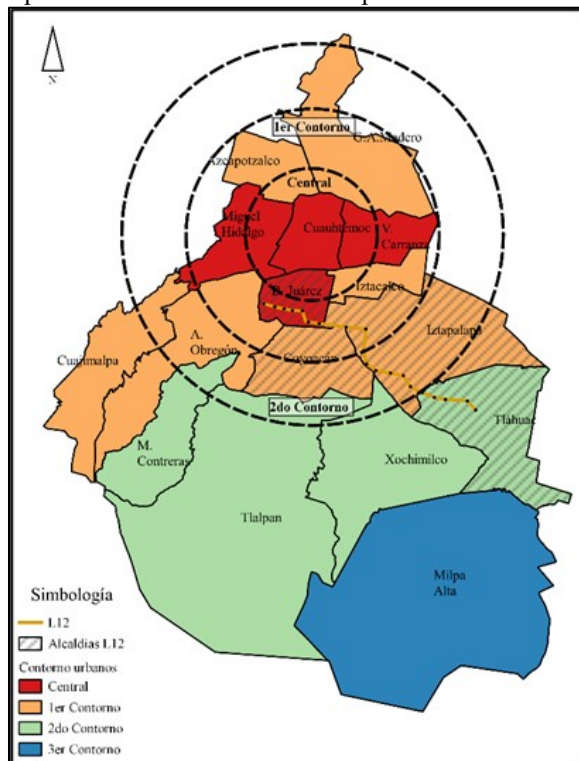 N
1er Contorno
G.A.Madero
Azcapotzalco
Central
Miguel
Hidalgo
Cuauhtémoc
V.
Carranza
B. Juárez
Iztacalco
A.
Obregón
Iztapalapa
Cuajimalpa
Coyoacán
2do Contorno
Tláhuac
M.
Contreras
Xochimilco
Tlalpan
Milpa
Alta
Simbología
L12
Alcaldías L12
Contorno urbanos
Central
1er Contorno
2do Contorno
3er Contorno